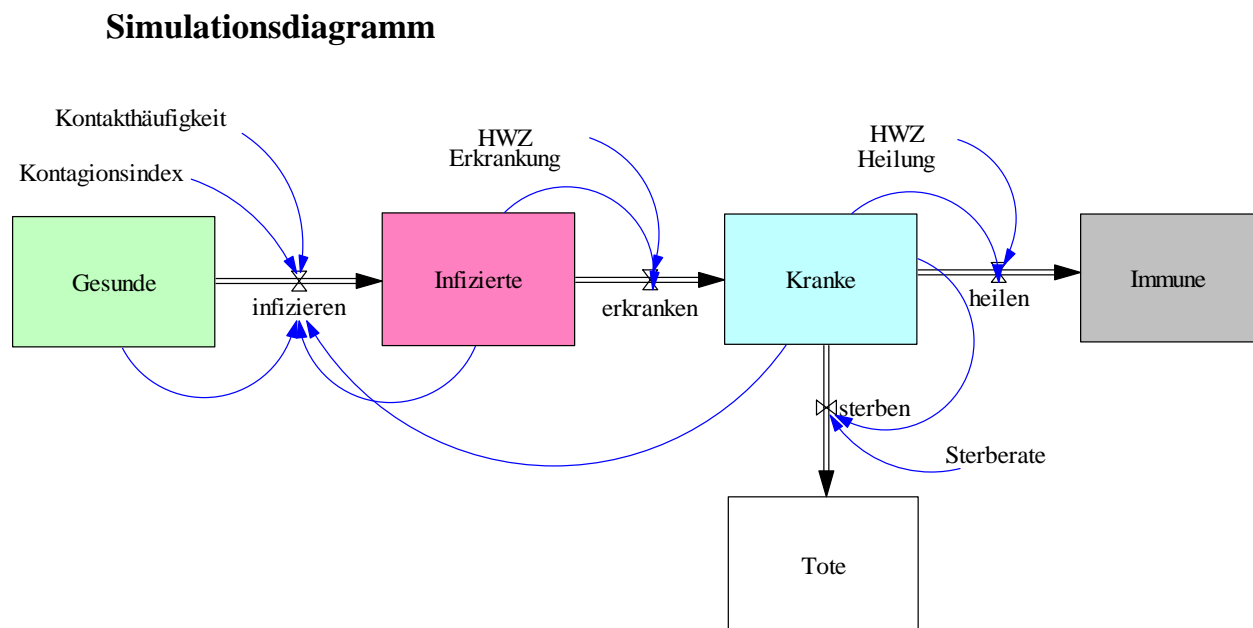 Simulationsdiagramm
Kontakthäufigkeit
Kontagionsindex
HWZ
Erkrankung
HWZ
Heilung
Gesunde
infizieren
Infizierte
erkranken
Kranke
heilen
Immune
sterben
Sterberate
Tote